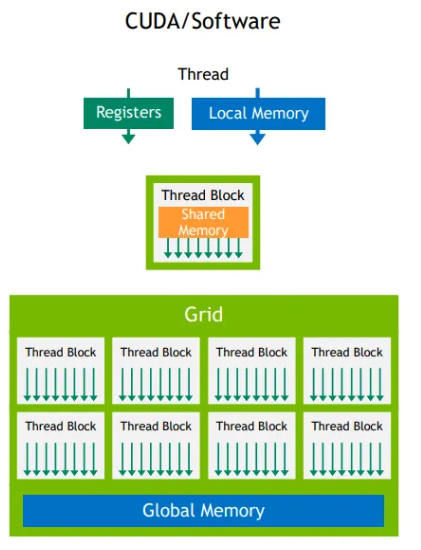 CUDA/Software
Thread
Registers
Local Memory
Thread Block
Shared
Memory
Grid
Thread Block
Thread Block
Thread Block
Thread Block
Thread Block
Thread Block
Thread Block
Thread Block
Global Memory